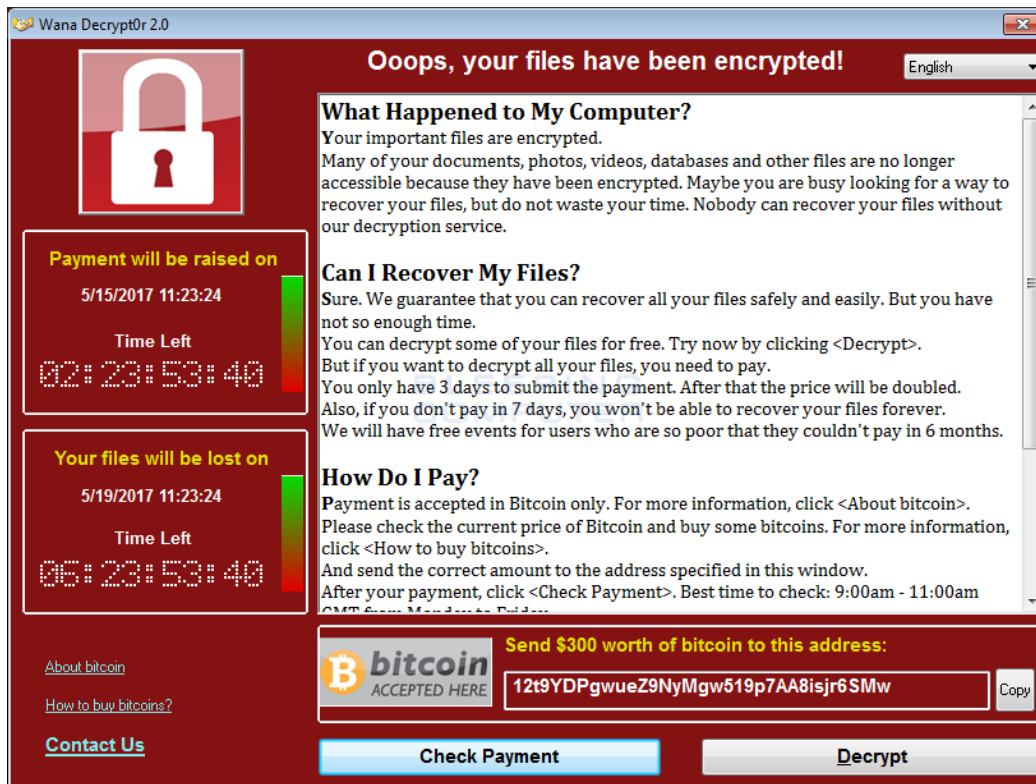 Wana Decrypt0r 2.0
Ooops, your files have been encrypted!
English
What Happened to My Computer?
Your important files are encrypted.
Many of your documents, photos, videos, databases and other files are no longer
accessible because they have been encrypted. Maybe you are busy looking for a way to
recover your files, but do not waste your time. Nobody can recover your files without
our decryption service.
Can I Recover My Files?
Sure. We guarantee that you can recover all your files safely and easily. But you have
not so enough time.
You can decrypt some of your files for free. Try now by clicking <Decrypt>.
But if you want to decrypt all your files, you need to pay.
You only have 3 days to submit the payment. After that the price will be doubled.
Also, if you don't pay in 7 days, you won't be able to recover your files forever.
We will have free events for users who are so poor that they couldn't pay in 6 months.
How Do I Pay?
Payment is accepted in Bitcoin only. For more information, click <About bitcoin>.
Please check the current price of Bitcoin and buy some bitcoins. For more information,
click <How to buy bitcoins>.
And send the correct amount to the address specified in this window.
After your payment, click <Check Payment>. Best time to check: 9:00am - 11:00am
GMT from Monday to Friday
BLEEPING
COMPUTER
Payment will be raised on
5/15/2017 11:23:24
Time Left
02:23:53:40
Your files will be lost on
5/19/2017 11:23:24
Time Left
06:23:53:40
About bitcoin
How to buy bitcoins?
Contact Us
bitcoin
ACCEPTED HERE
Send $300 worth of bitcoin to this address:
12t9YDPgwueZ9NyMgw519p7AA8isjr6SMw
Copy
Check Payment
Decrypt